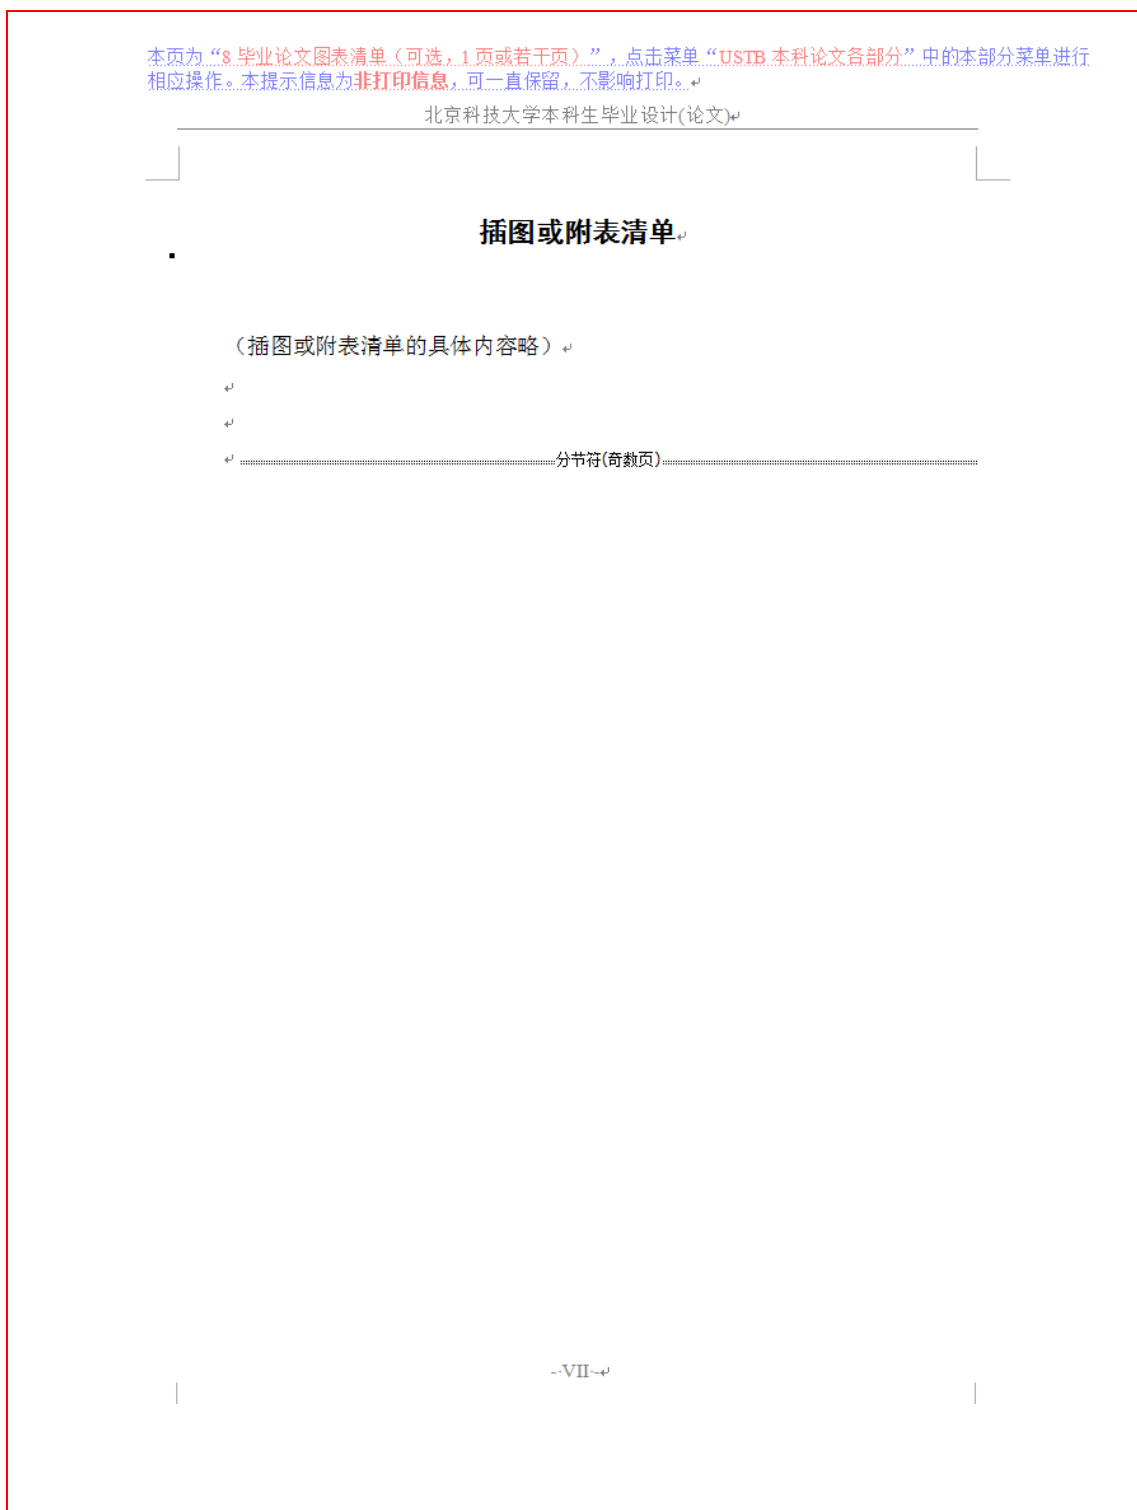 本页为“8 毕业论文图表清单（可选，1 页或若干页）”，点击菜单“USTB 本科论文各部分”中的本部分菜单进行
相应操作。本提示信息为非打印信息，可一直保留，不影响打印。
北京科技大学本科生毕业设计(论文)
插图或附表清单
（插图或附表清单的具体内容略）
分节符(奇数页)
- VII -